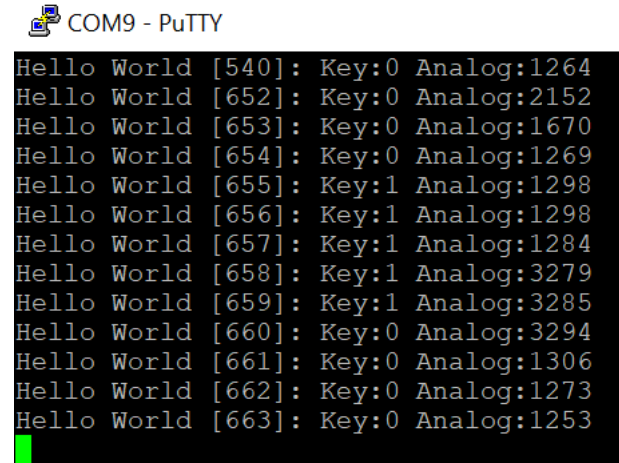 COM9 - PuTTY
Hello World [540]: Key:0 Analog:1264
Hello World [652]: Key:0 Analog:2152
Hello World [653]: Key:0 Analog:1670
Hello World [654]: Key:0 Analog:1269
Hello World [655]: Key:1 Analog:1298
Hello World [656]: Key:1 Analog:1298
Hello World [657]: Key:1 Analog:1284
Hello World [658]: Key:1 Analog:3279
Hello World [659]: Key:1 Analog:3285
Hello World [660]: Key:0 Analog:3294
Hello World [661]: Key:0 Analog:1306
Hello World [662]: Key:0 Analog:1273
Hello World [663]: Key:0 Analog:1253